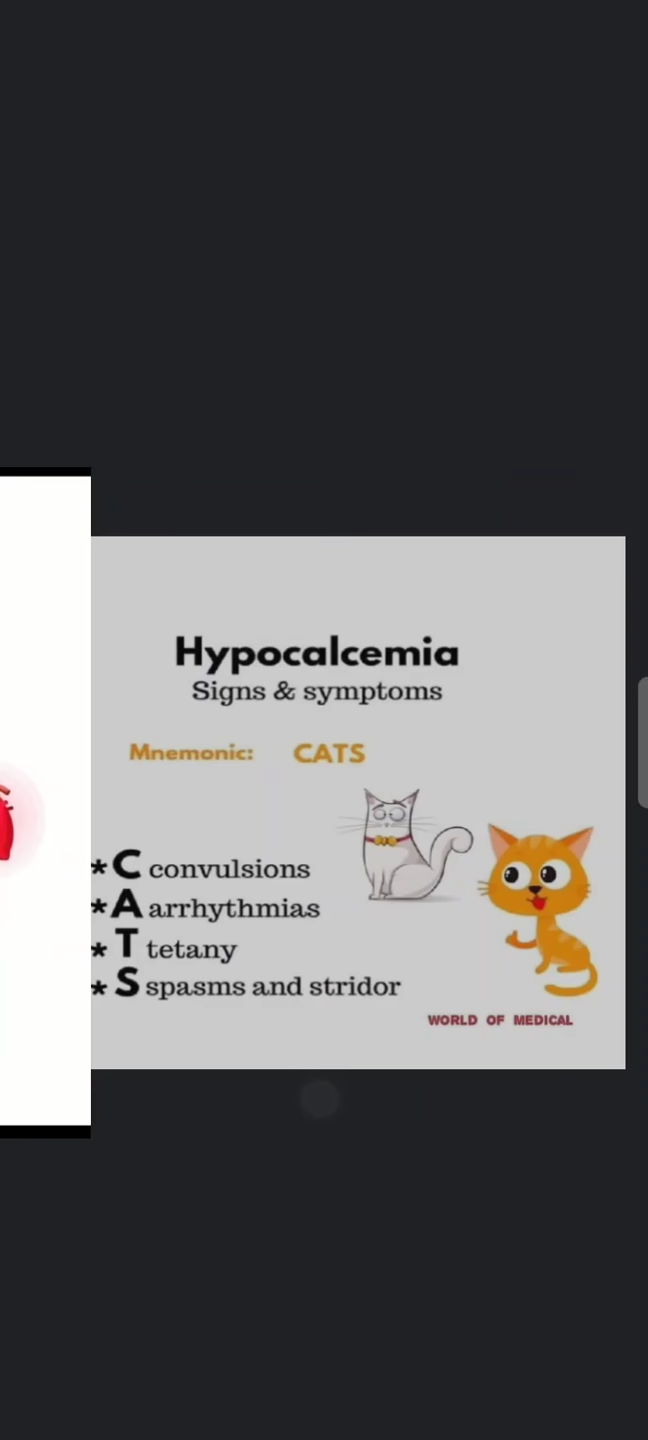 Hypocalcemia
Signs & symptoms
Mnemonic: CATS
* C convulsions
* A arrhythmias
* T tetany
* S spasms and stridor
WORLD OF MEDICAL